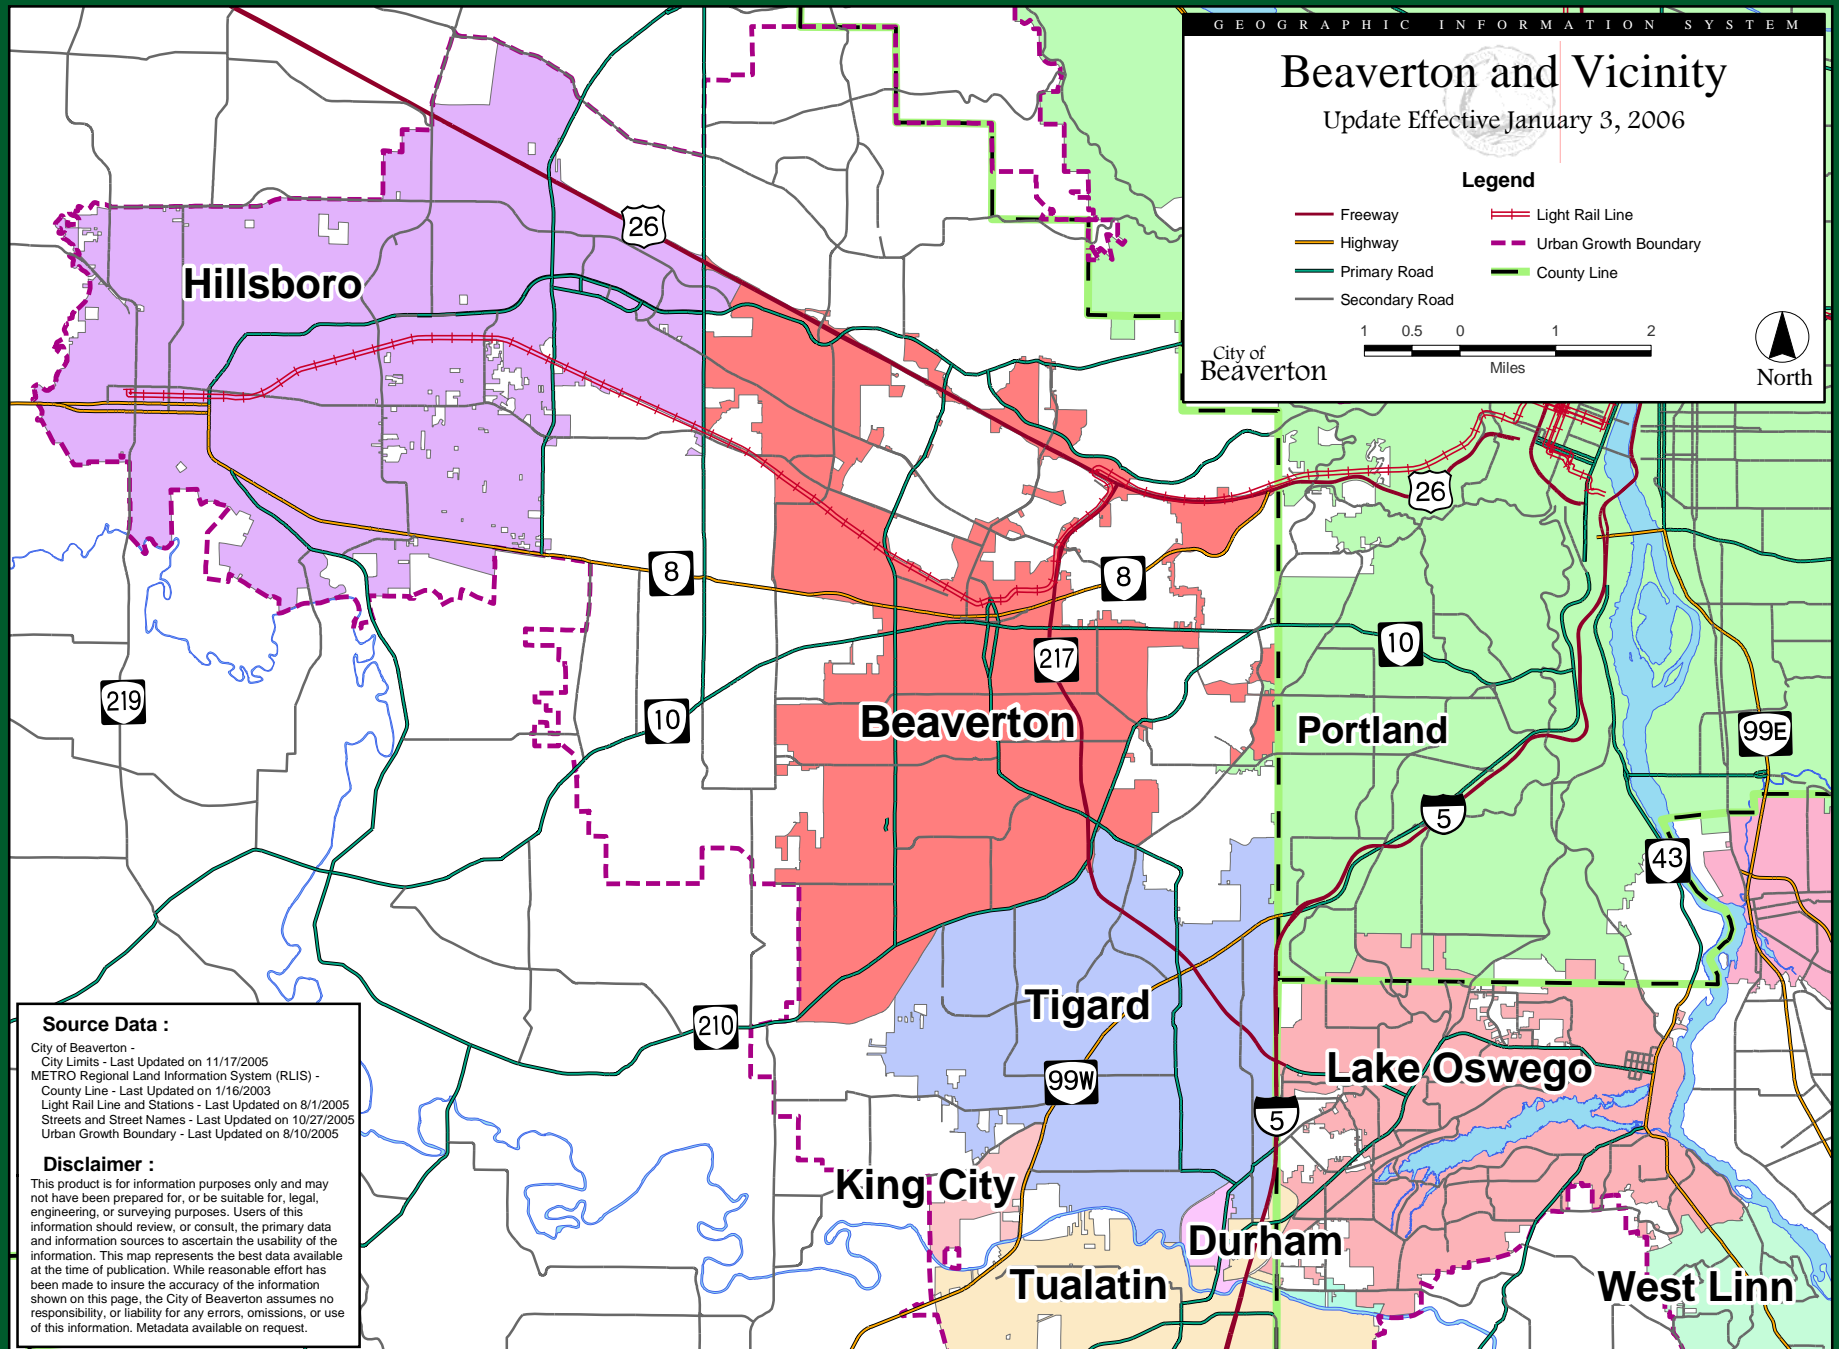 GEOGRAPHIC INFORMATION SYSTEM
Beaverton and Vicinity
Update Effective January 3, 2006
Legend
Freeway
Highway
Primary Road
Secondary Road
Light Rail Line
Urban Growth Boundary
County Line
1 0.5 0 1 2
Miles
City of
Beaverton
North
26
Hillsboro
26
8
8
10
217
219
10
Beaverton
Portland
99E
5
43
210
Tigard
99W
Lake Oswego
5
King City
Durham
Tualatin
West Linn
Source Data :
City of Beaverton -
City Limits - Last Updated on 11/17/2005
METRO Regional Land Information System (RLIS) -
County Line - Last Updated on 1/16/2003
Light Rail Line and Stations - Last Updated on 8/1/2005
Streets and Street Names - Last Updated on 10/27/2005
Urban Growth Boundary - Last Updated on 8/10/2005
Disclaimer :
This product is for information purposes only and may
not have been prepared for, or be suitable for, legal,
engineering, or surveying purposes. Users of this
information should review, or consult, the primary data
and information sources to ascertain the usability of the
information. This map represents the best data available
at the time of publication. While reasonable effort has
been made to insure the accuracy of the information
shown on this page, the City of Beaverton assumes no
responsibility, or liability for any errors, omissions, or use
of this information. Metadata available on request.